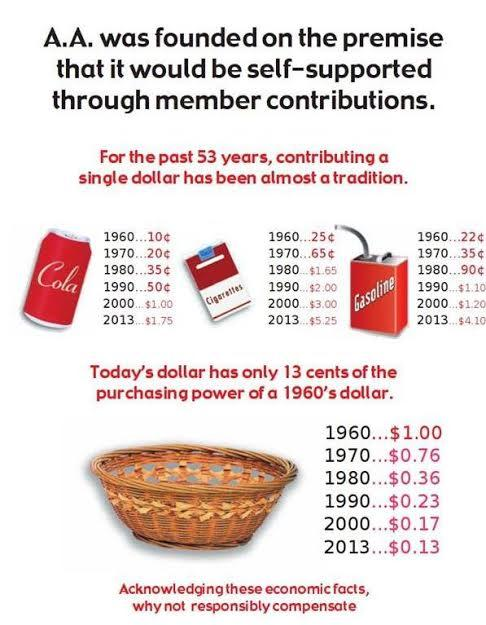 A.A. was founded on the premise
that it would be self-supported
through member contributions.
For the past 53 years, contributing a
single dollar has been almost a tradition.
Cola
1960...10¢
1970...20¢
1980...35¢
1990...50¢
2000...$1.00
2013...$1.75
Cigarettes
1960...25¢
1970...65¢
1980...$1.65
1990...$2.00
2000...$3.00
2013...$5.25
Gasoline
1960...22¢
1970...35¢
1980...90¢
1990...$1.10
2000...$1.20
2013...$4.10
Today's dollar has only 13 cents of the
purchasing power of a 1960's dollar.
1960...$1.00
1970...$0.76
1980...$0.36
1990...$0.23
2000...$0.17
2013...$0.13
Acknowledging these economic facts,
why not responsibly compensate